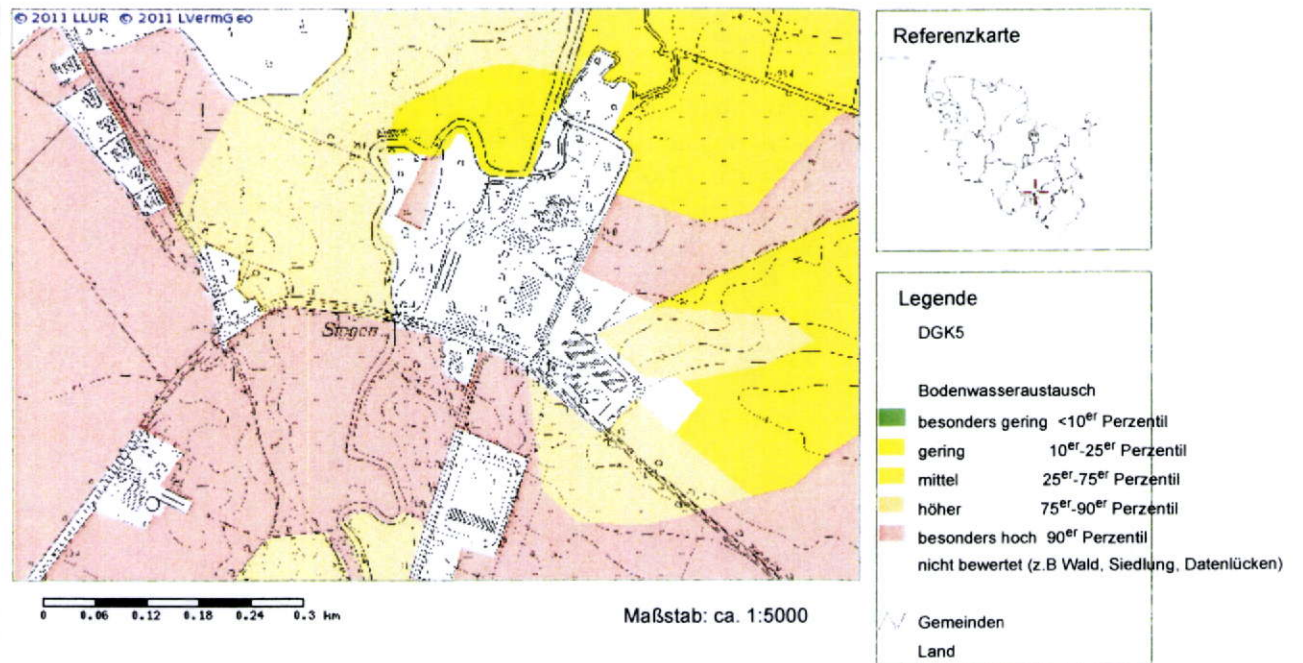 © 2011 LLUR © 2011 LVermGeo
Siegen
0 0.06 0.12 0.18 0.24 0.3 km
Maßstab: ca. 1:5000
Referenzkarte
Legende
DGK5
Bodenwasseraustausch
besonders gering <10er Perzentil
gering 10er-25er Perzentil
mittel 25er-75er Perzentil
höher 75er-90er Perzentil
besonders hoch 90er Perzentil
nicht bewertet (z.B Wald, Siedlung, Datenlücken)
Gemeinden
Land